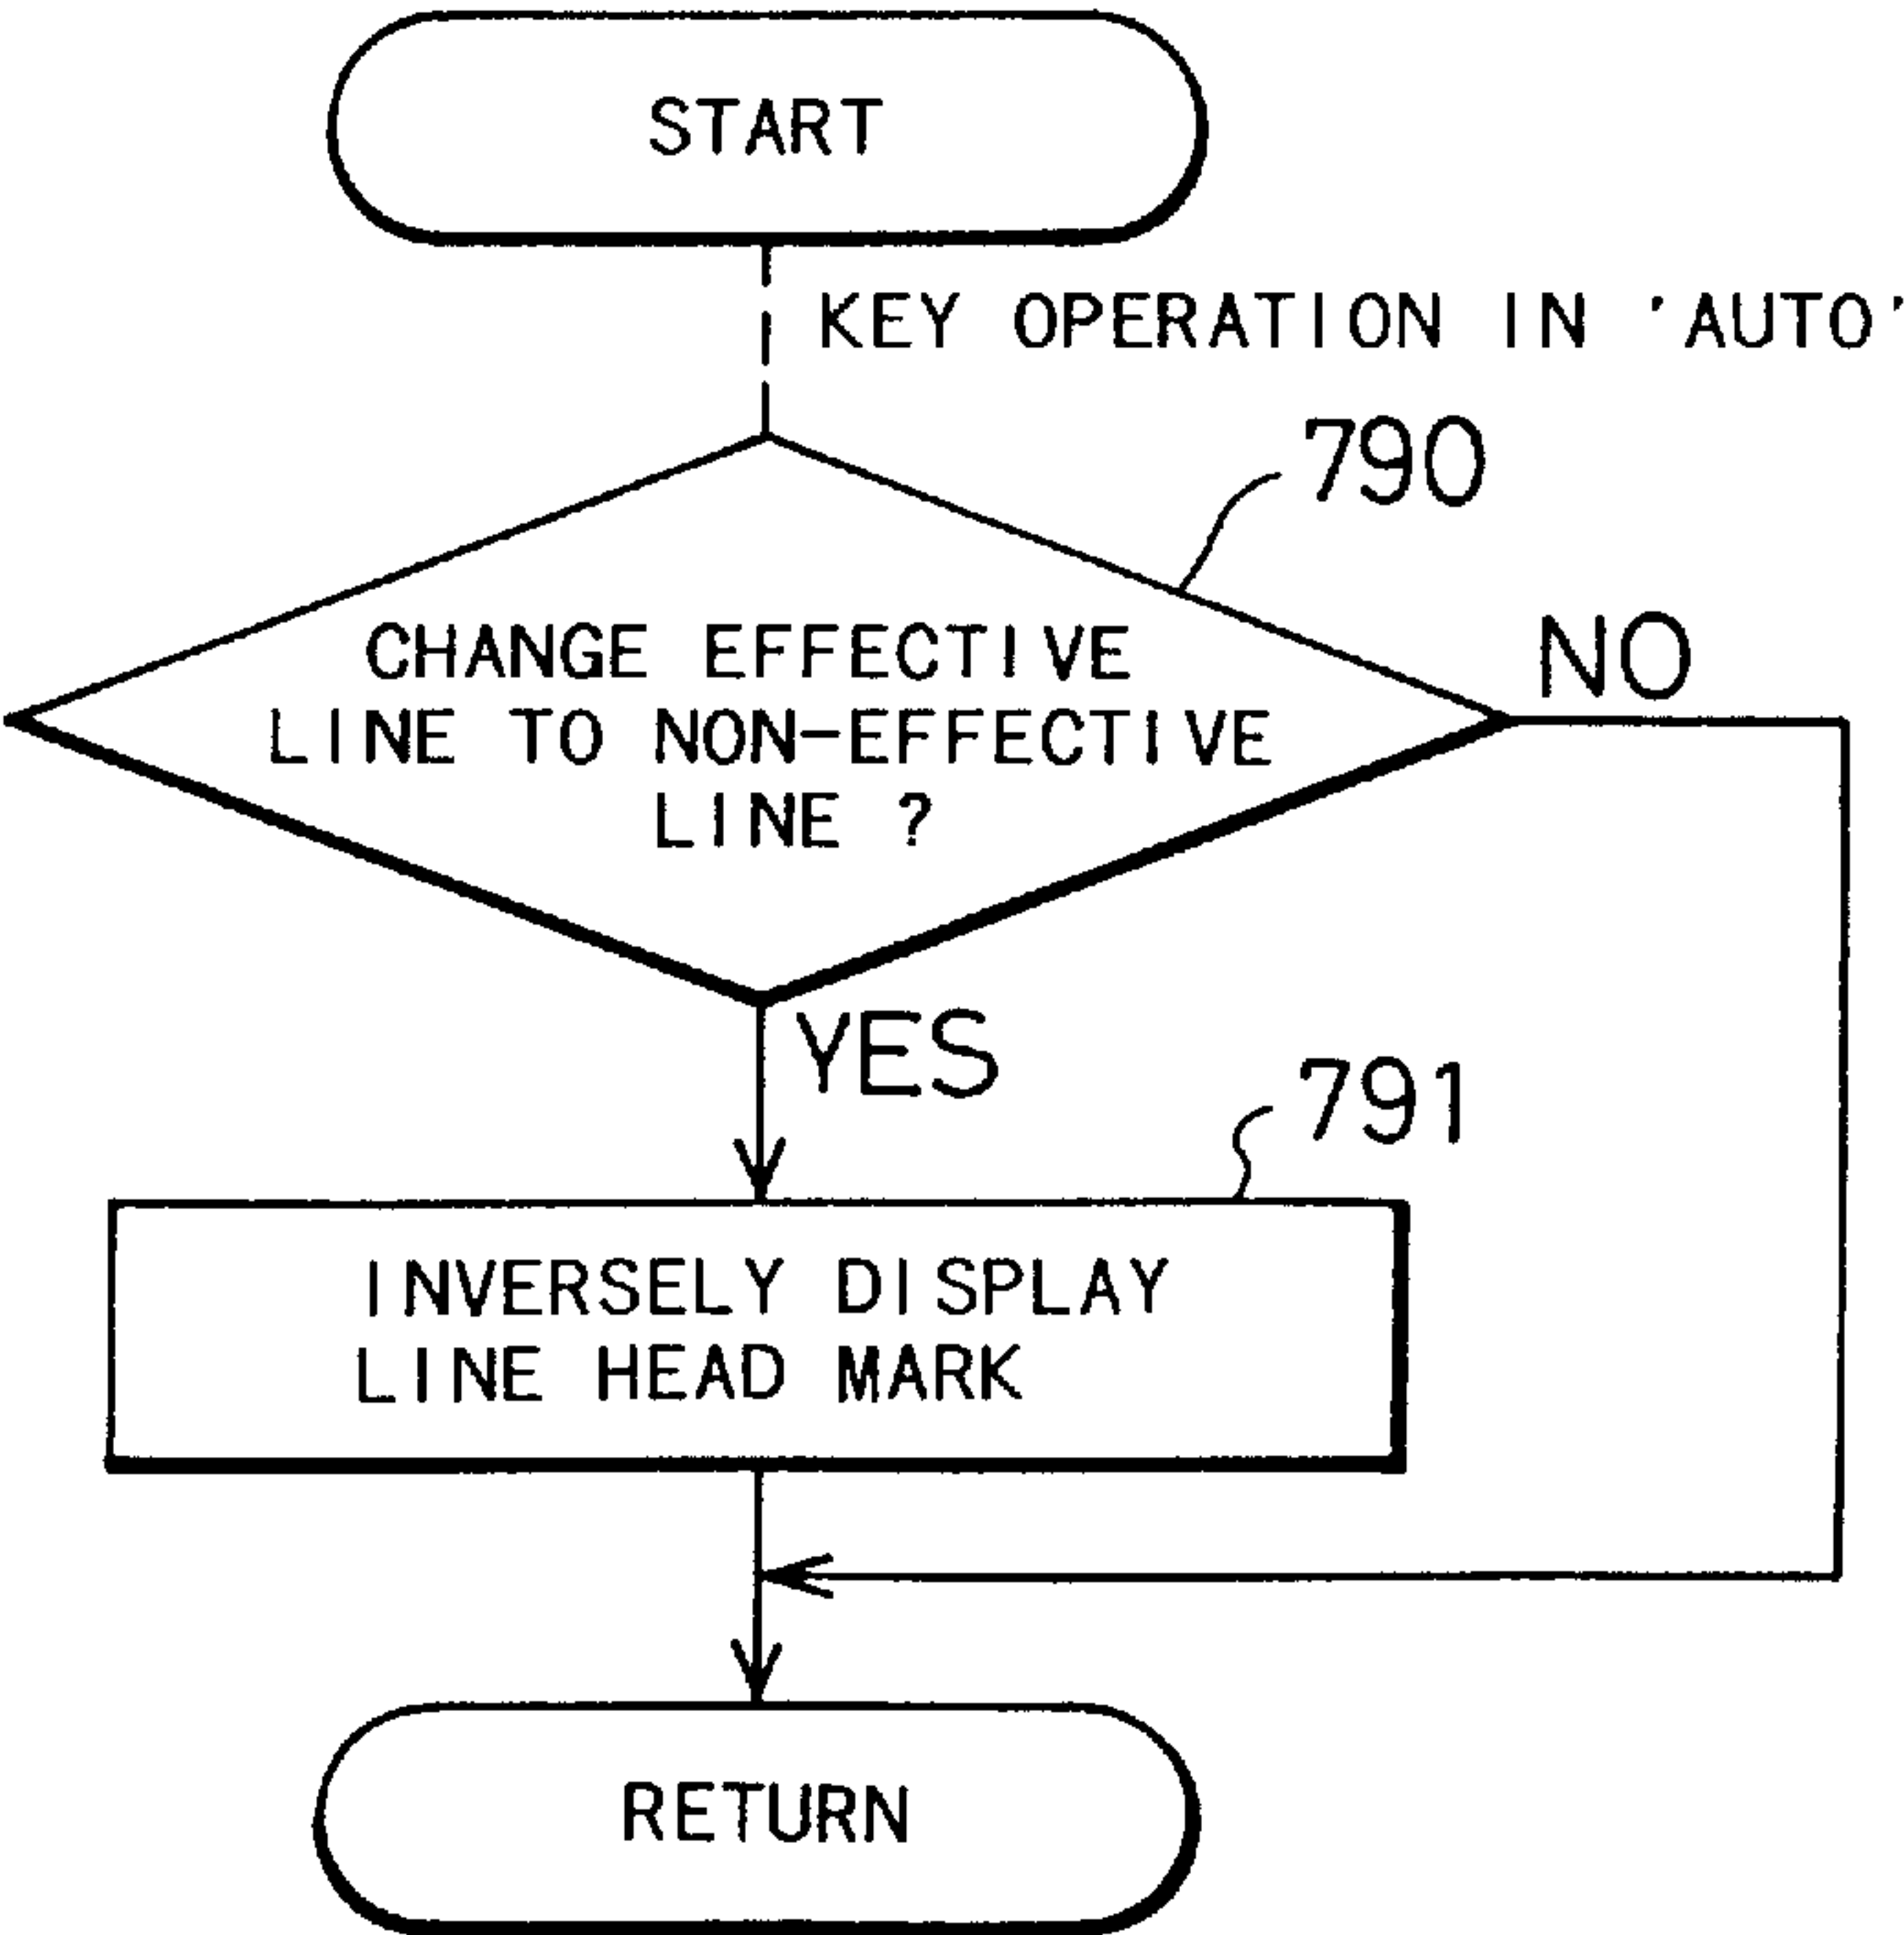 START
KEY OPERATION IN 'AUTO'
790
CHANGE EFFECTIVE
LINE TO NON-EFFECTIVE
LINE ?
NO
YES
791
INVERSELY DISPLAY
LINE HEAD MARK
RETURN